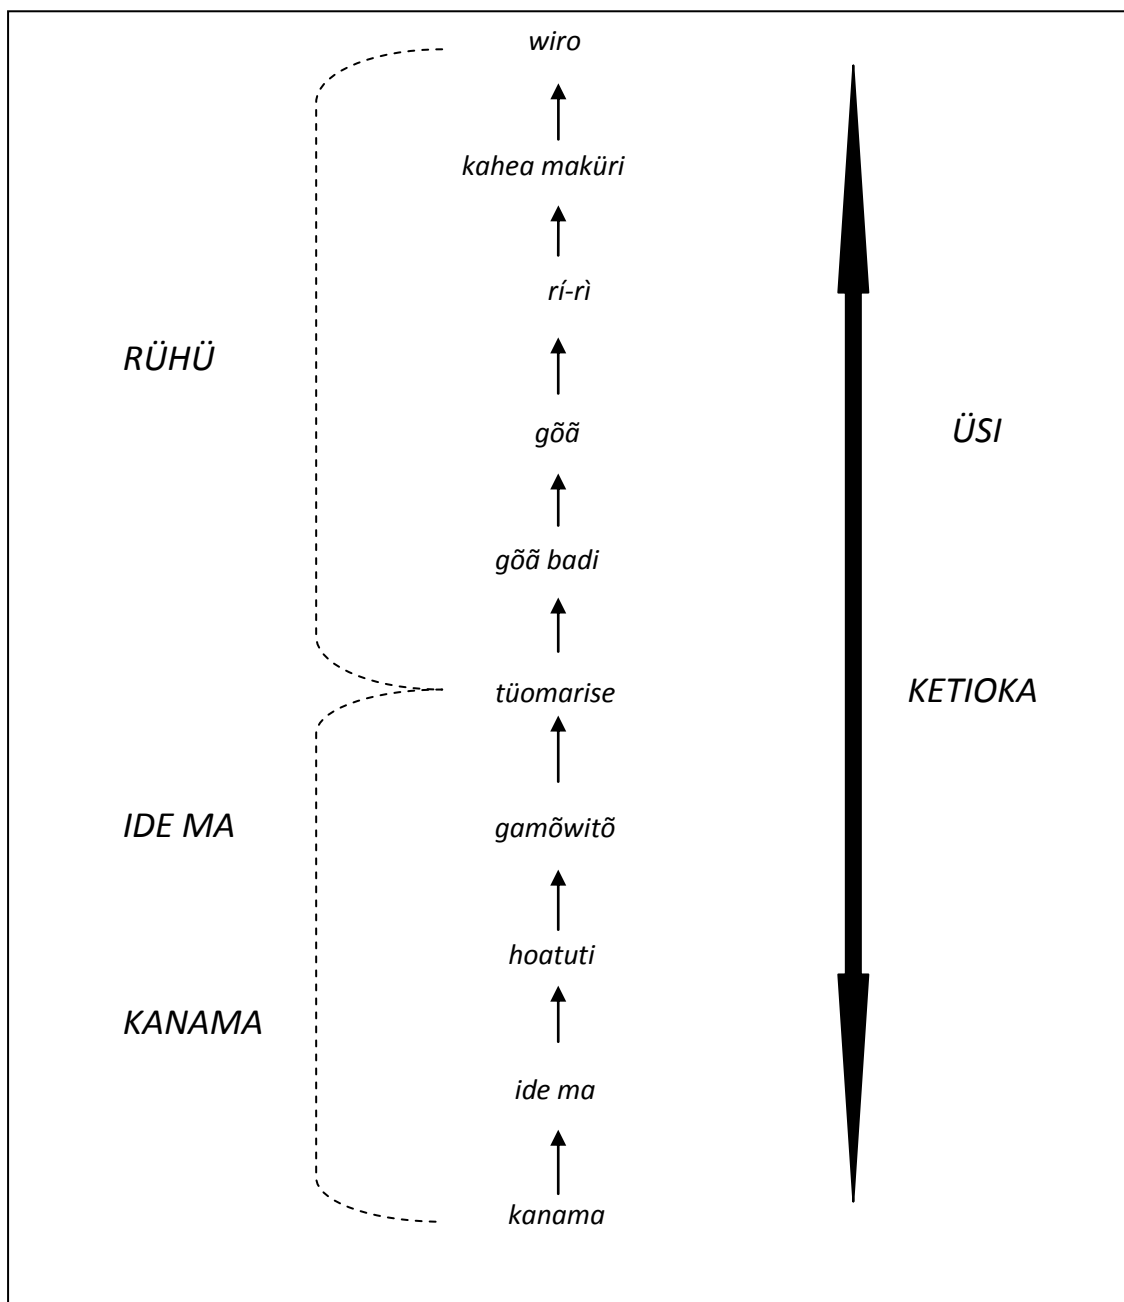 wiro
kahea maküri
rí-rì
RÜHÜ
gõã
ÜSI
gõã badi
tüomarise
KETIOKA
IDE MA
gamõwitõ
hoatuti
KANAMA
ide ma
kanama